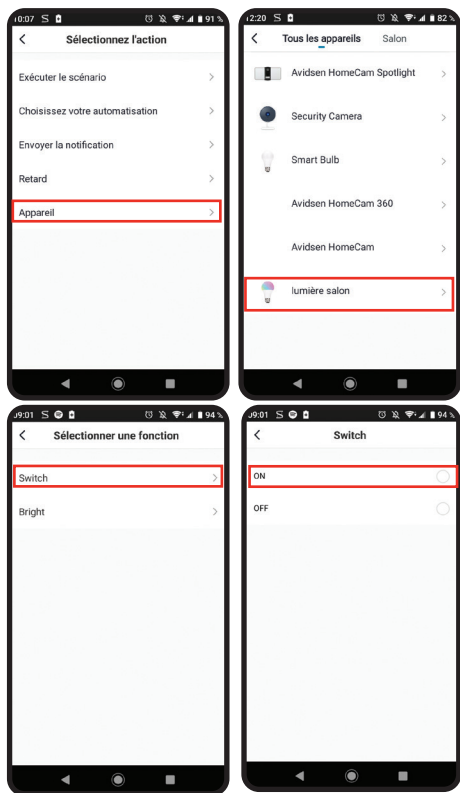 10:07 S 91 %
Sélectionnez l'action
Exécuter le scénario
Choisissez votre automatisation
Envoyer la notification
Retard
Appareil
12:20 S 82 %
Tous les appareils Salon
Avidsen HomeCam Spotlight
Security Camera
Smart Bulb
Avidsen HomeCam 360
Avidsen HomeCam
lumière salon
09:01 S 94 %
Sélectionner une fonction
Switch
Bright
09:01 S 94 %
Switch
ON
OFF